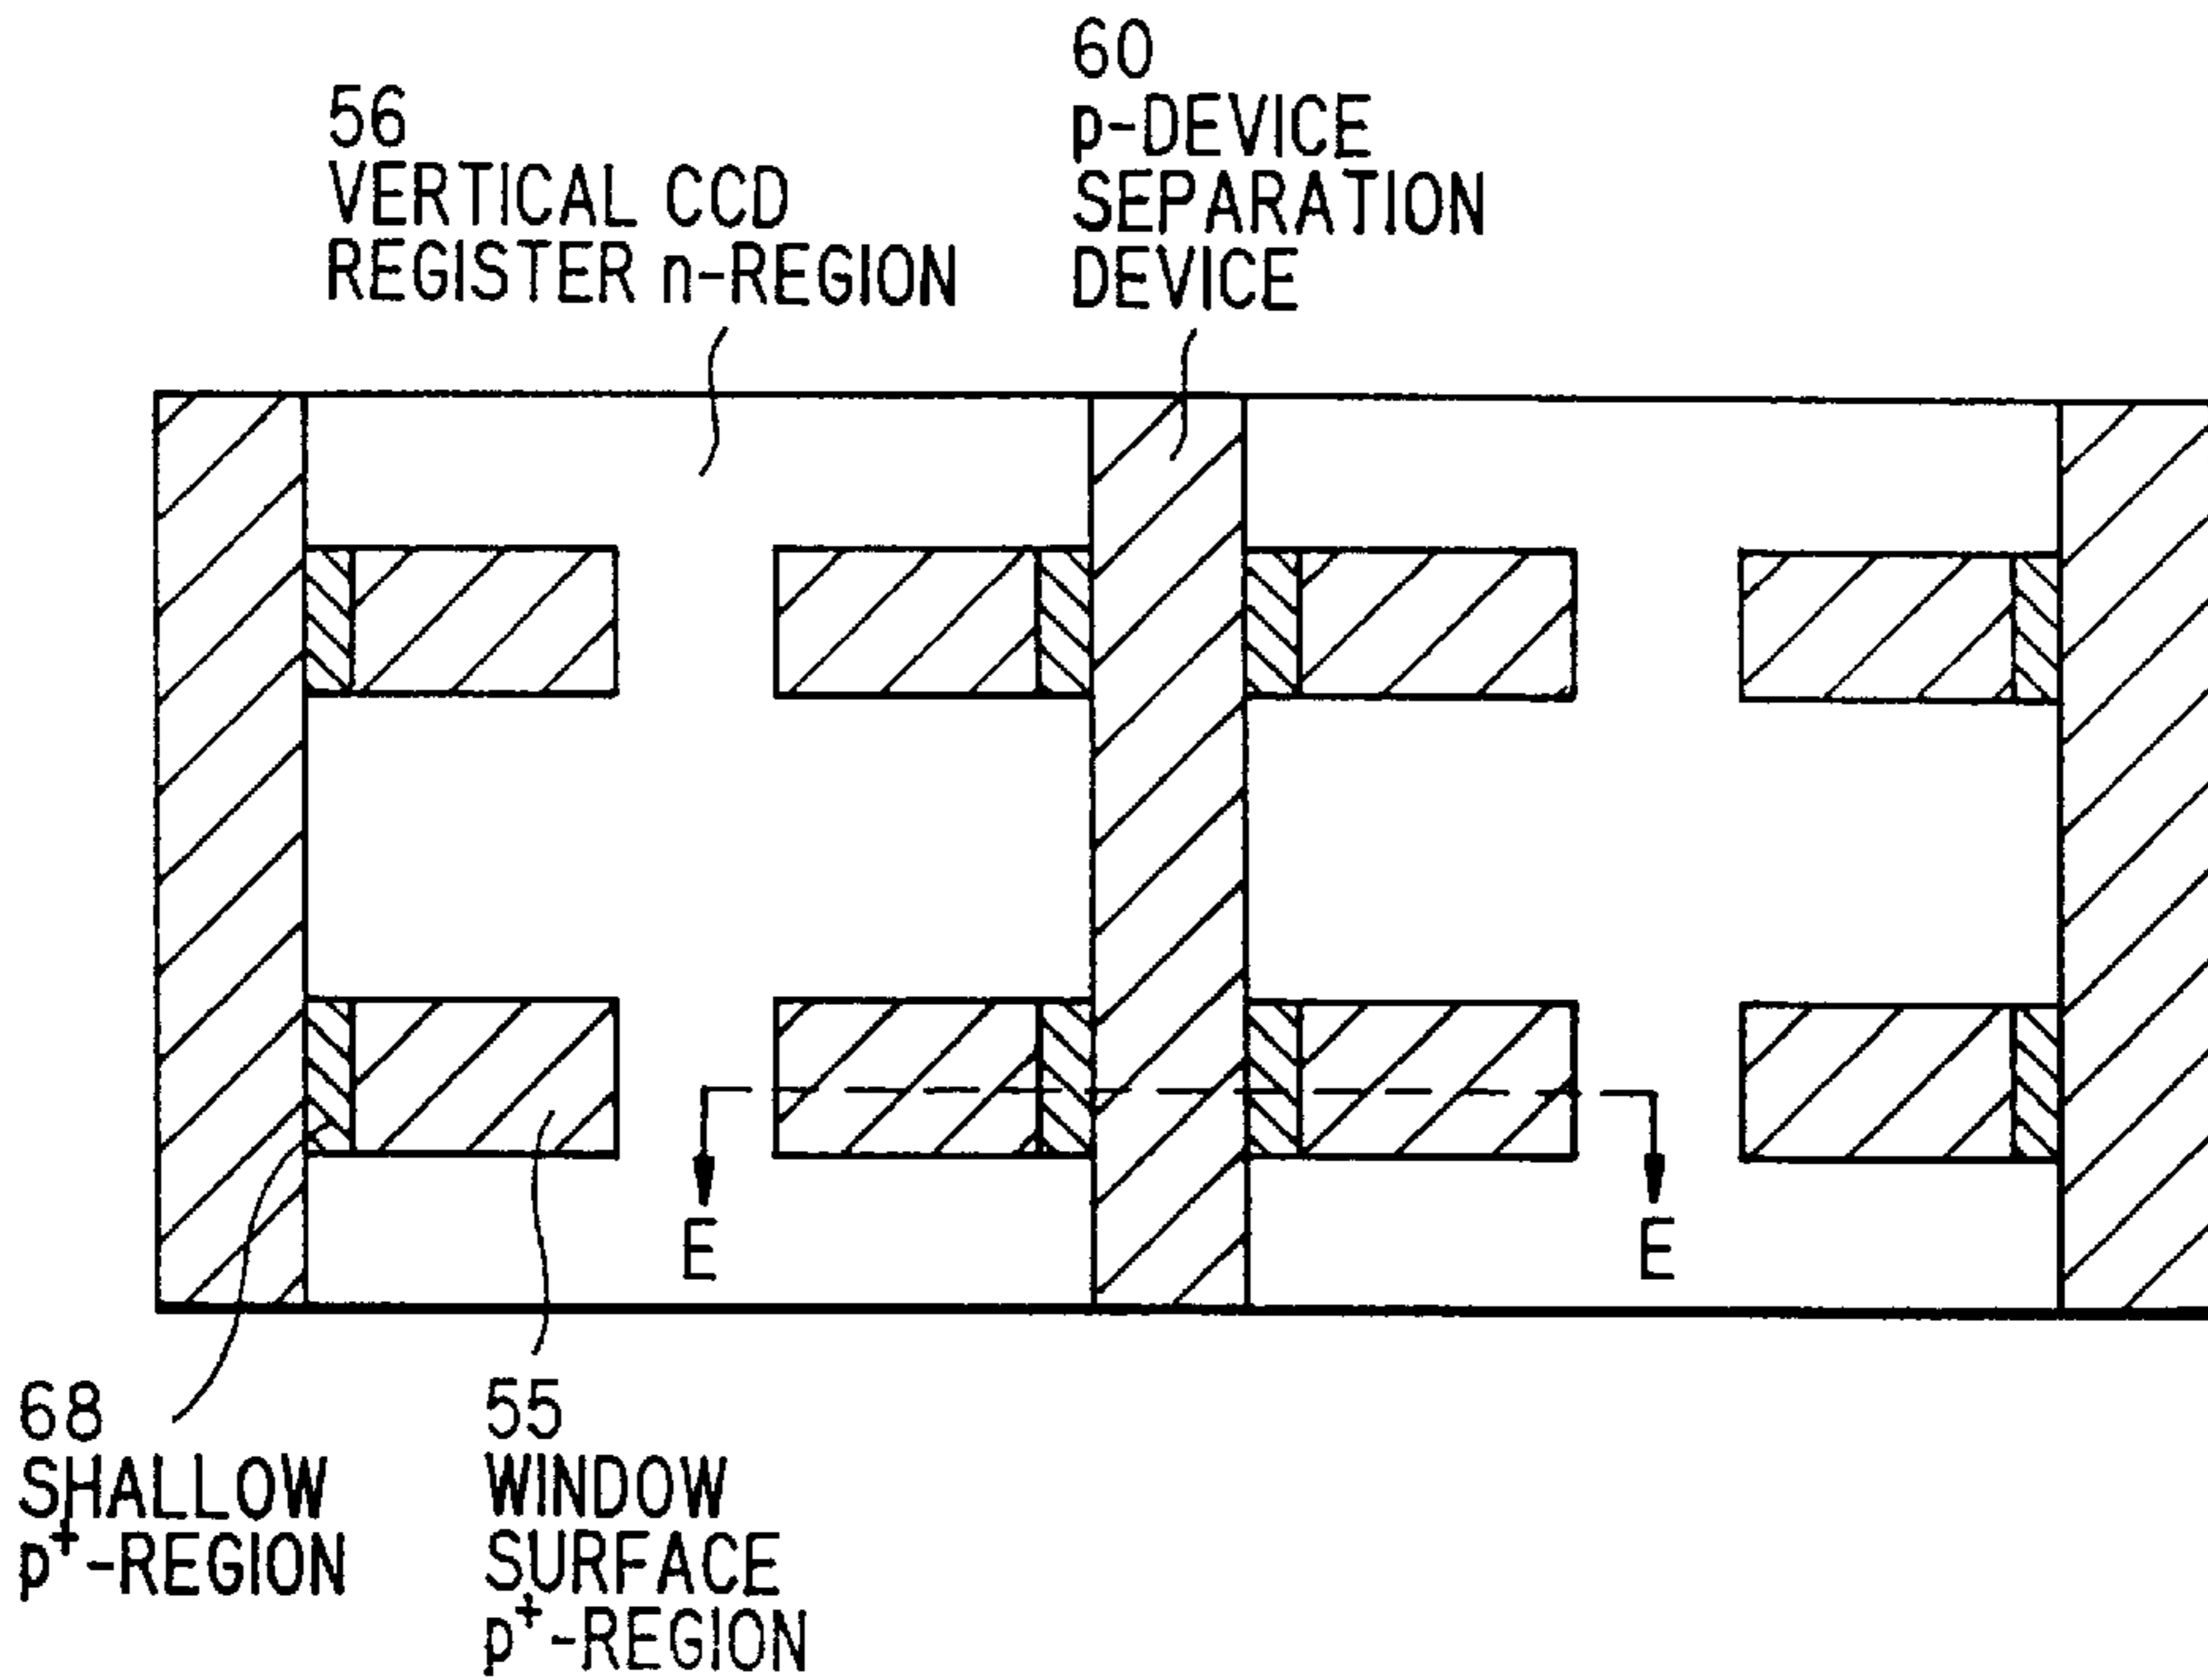 60
p-DEVICE
SEPARATION
DEVICE
56
VERTICAL CCD
REGISTER n-REGION
E
E
68
SHALLOW
p⁺-REGION
55
WINDOW
SURFACE
p⁺-REGION